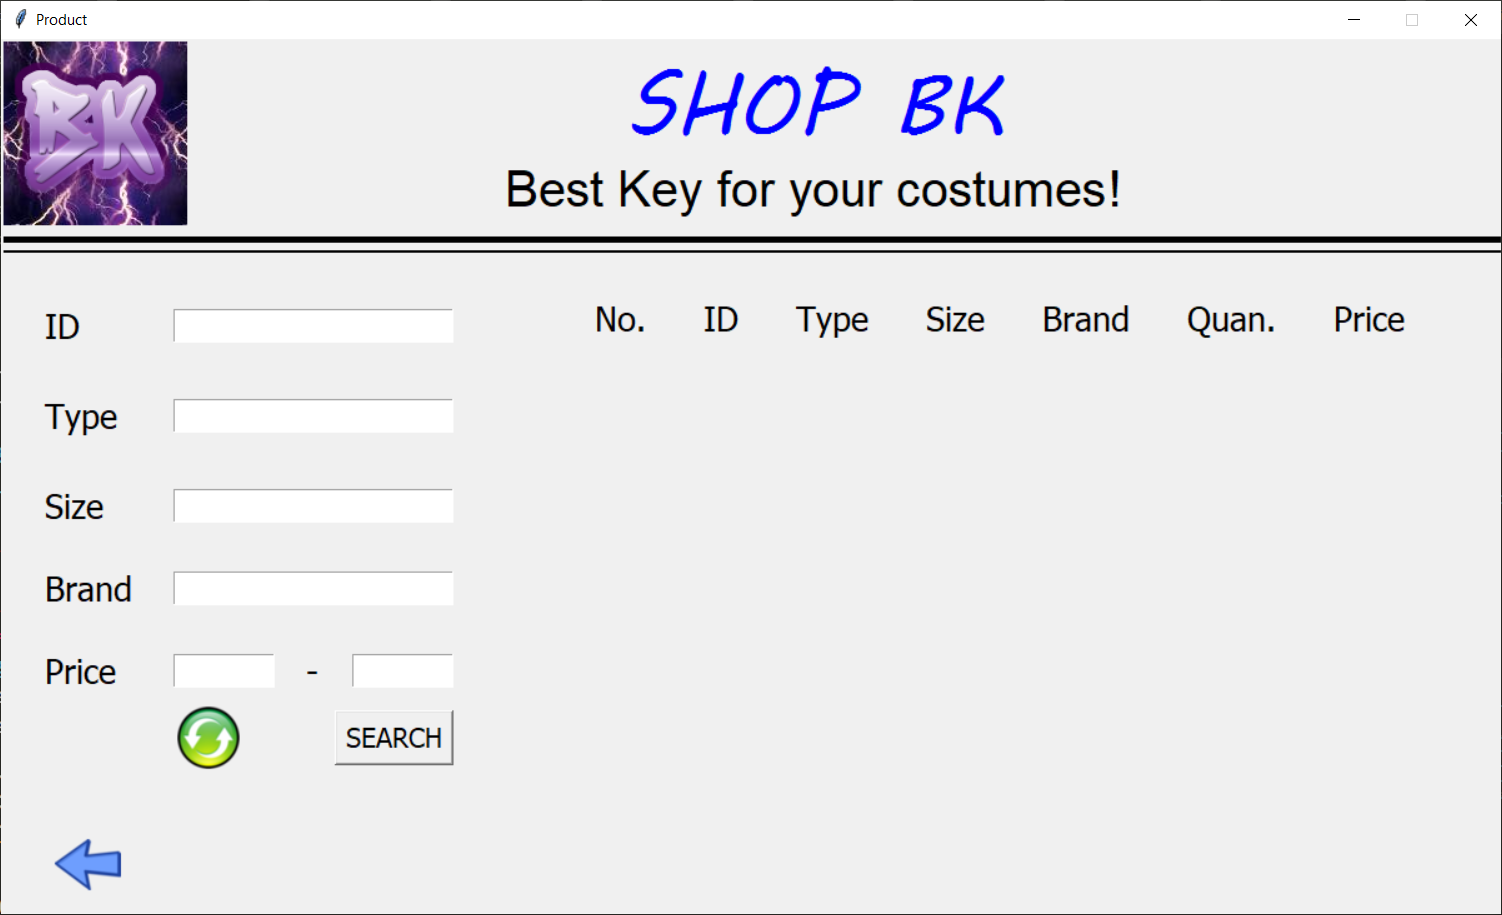 Product
BK
SHOP BK
Best Key for your costumes!
No. ID Type Size Brand Quan. Price
ID
Type
Size
Brand
Price -
SEARCH